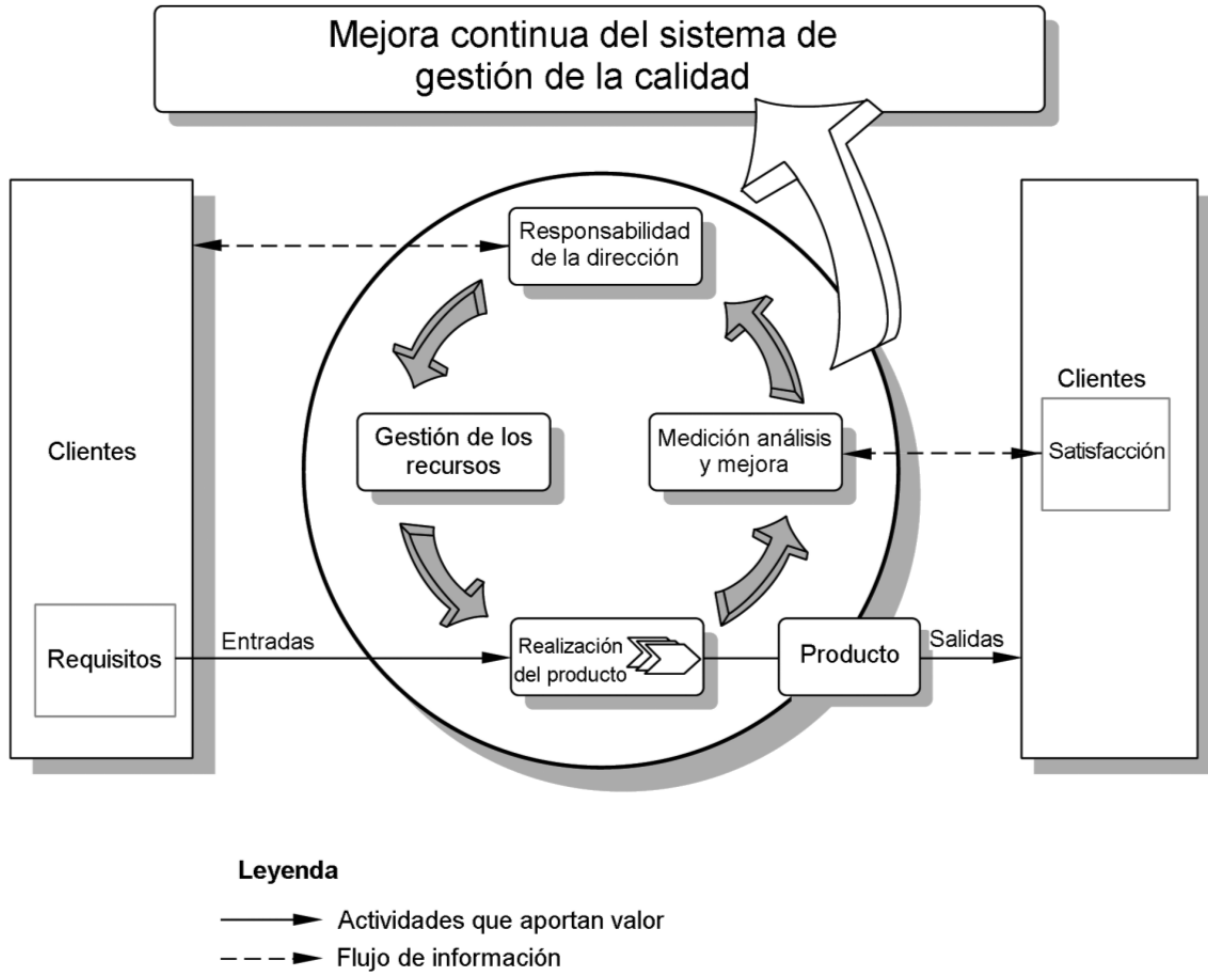 Mejora continua del sistema de
gestión de la calidad
Responsabilidad
de la dirección
Clientes
Gestión de los
recursos
Medición análisis
y mejora
Clientes
Satisfacción
Requisitos
Entradas
Realización
del producto
Producto
Salidas
Leyenda
Actividades que aportan valor
Flujo de información